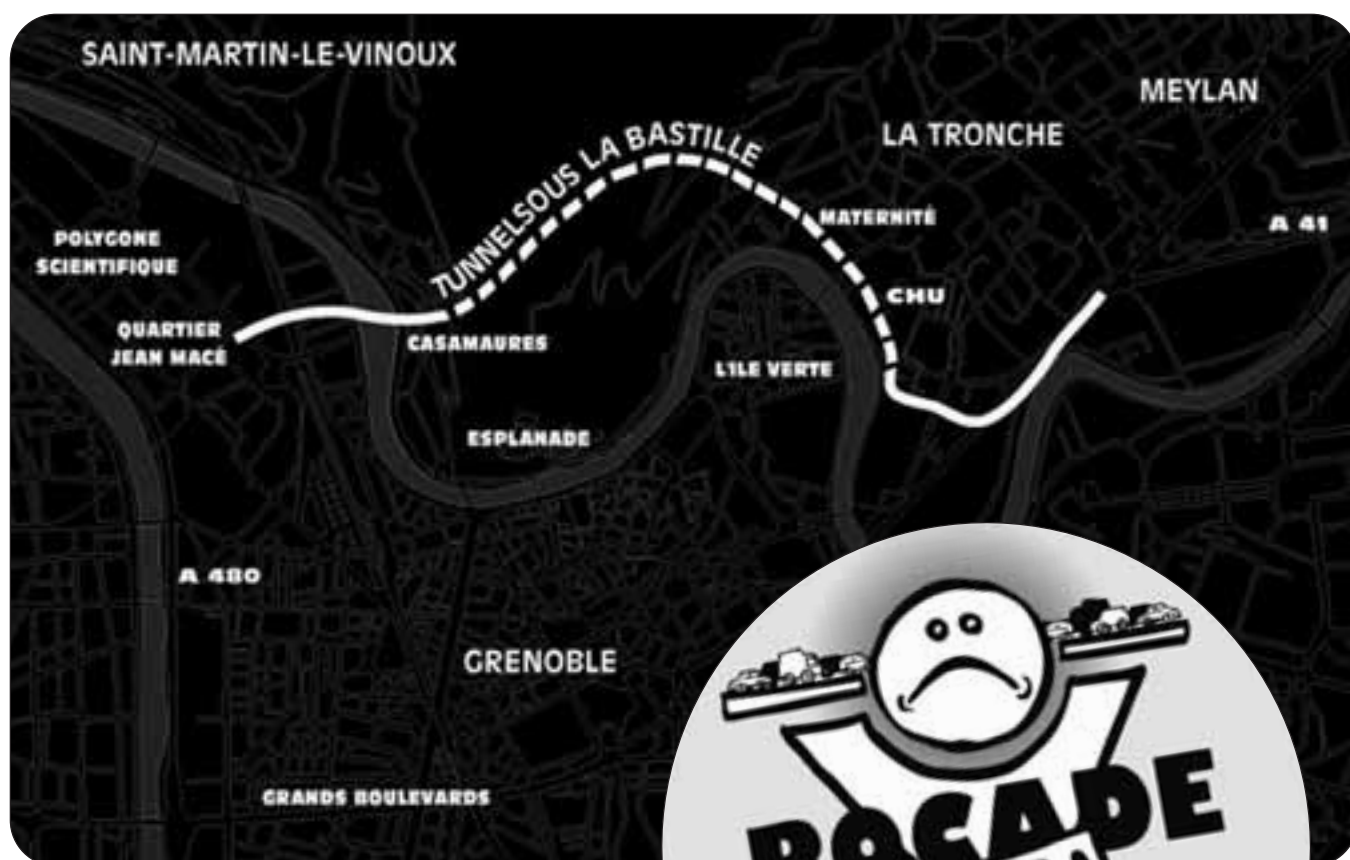 SAINT-MARTIN-LE-VINOUX
MEYLAN
LA TRONCHE
TUNNELSOUS LA BASTILLE
MATERNITÉ
A 41
POLYGONE
SCIENTIFIQUE
CHU
QUARTIER
JEAN MACÉ
CASAMAURES
L'ILE VERTE
ESPLANADE
A 480
GRENOBLE
GRANDS BOULEVARDS
ROCADE